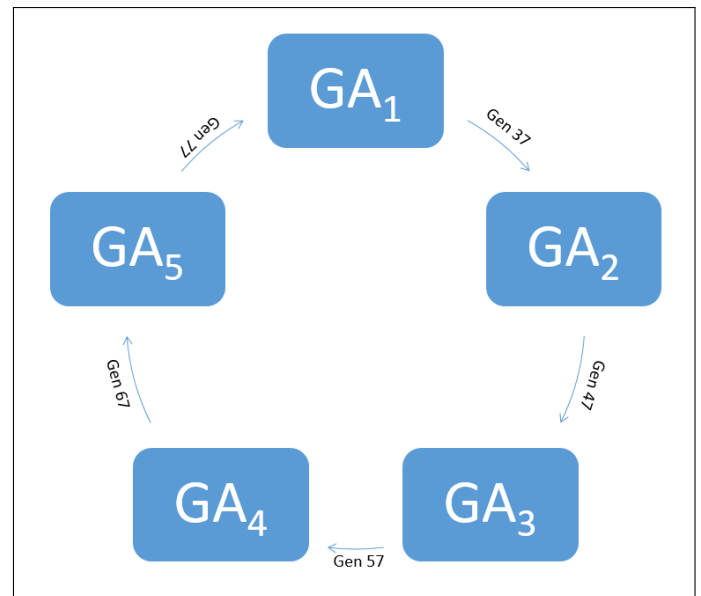 GA₁
Gen 37
GA₂
Gen 47
GA₃
Gen 57
GA₄
Gen 67
GA₅
Gen 77